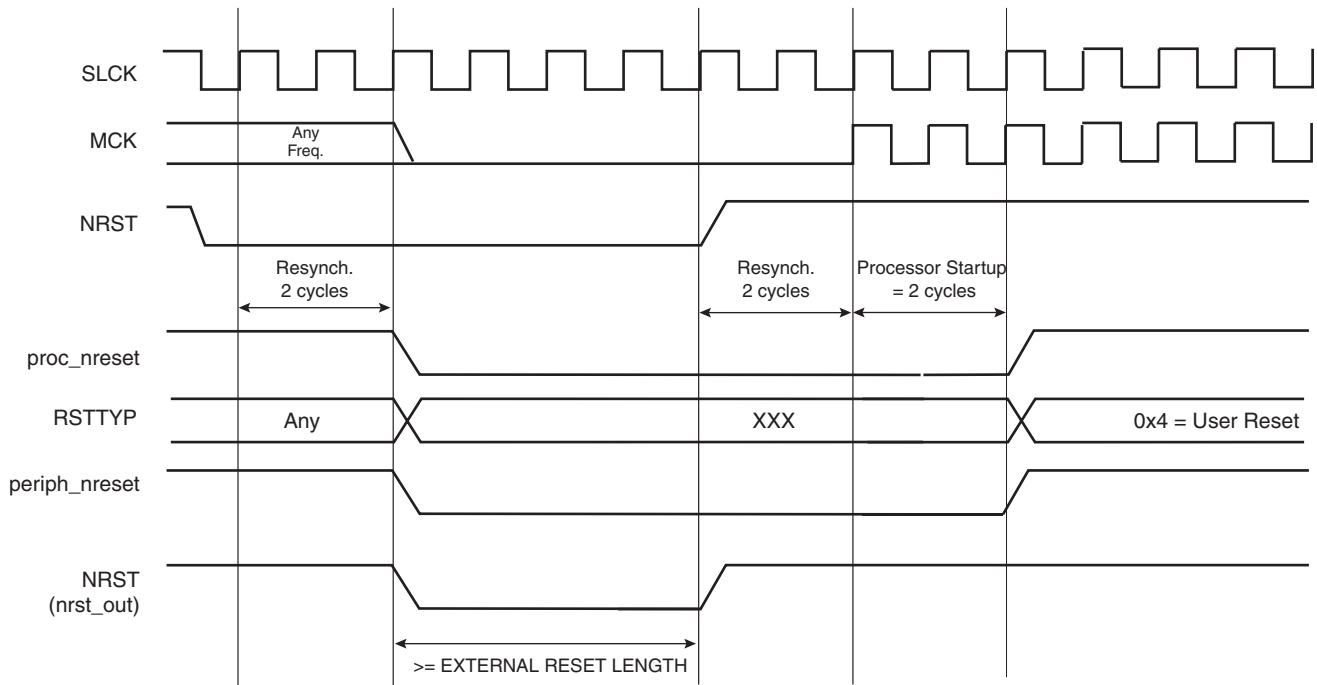 SLCK
MCK
Any
Freq.
NRST
Resynch.
2 cycles
Resynch.
2 cycles
Processor Startup
= 2 cycles
proc_nreset
RSTTYP
Any
XXX
0x4 = User Reset
periph_nreset
NRST
(nrst_out)
>= EXTERNAL RESET LENGTH